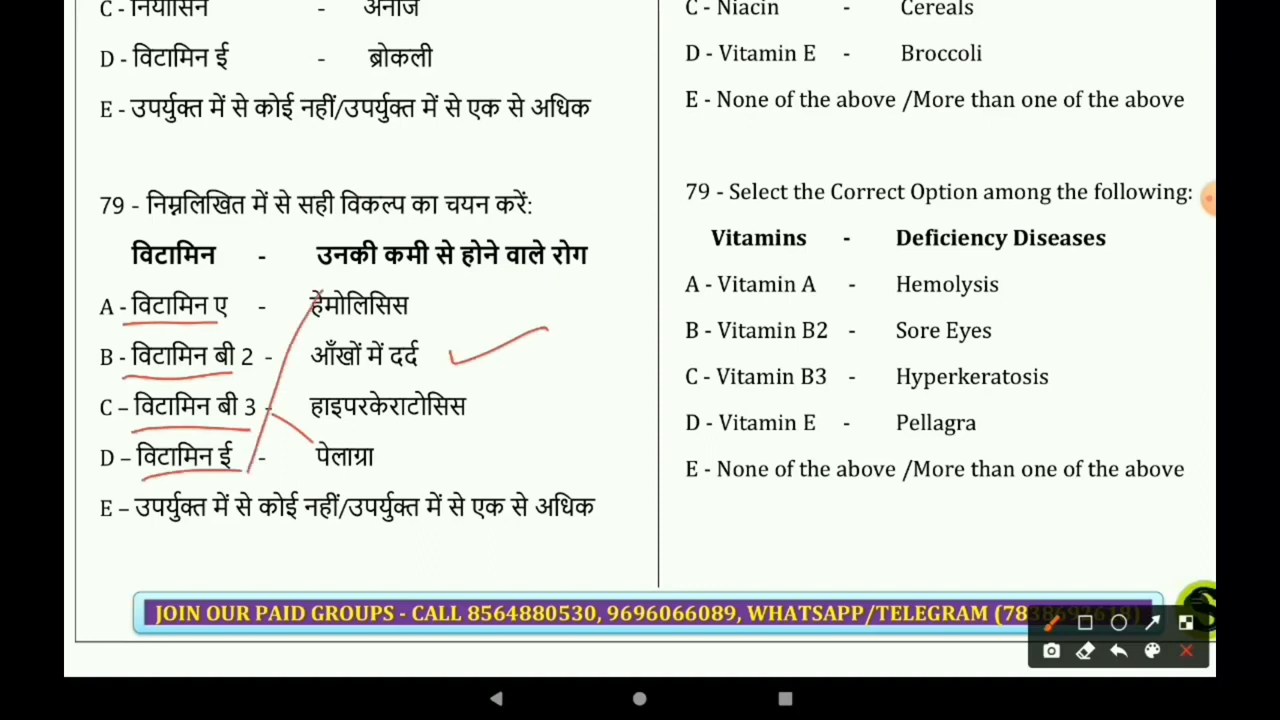 C - नियासिन - अनाज
D - विटामिन ई - ब्रोकली
E - उपर्युक्त में से कोई नहीं/उपर्युक्त में से एक से अधिक
79 - निम्नलिखित में से सही विकल्प का चयन करें:
विटामिन - उनकी कमी से होने वाले रोग
A - विटामिन ए - हेमोलिसिस
B - विटामिन बी 2 - आँखों में दर्द
C – विटामिन बी 3 - हाइपरकेराटोसिस
D – विटामिन ई - पेलाग्रा
E – उपर्युक्त में से कोई नहीं/उपर्युक्त में से एक से अधिक
C - Niacin - Cereals
D - Vitamin E - Broccoli
E - None of the above /More than one of the above
79 - Select the Correct Option among the following:
Vitamins - Deficiency Diseases
A - Vitamin A - Hemolysis
B - Vitamin B2 - Sore Eyes
C - Vitamin B3 - Hyperkeratosis
D - Vitamin E - Pellagra
E - None of the above /More than one of the above
JOIN OUR PAID GROUPS - CALL 8564880530, 9696066089, WHATSAPP/TELEGRAM